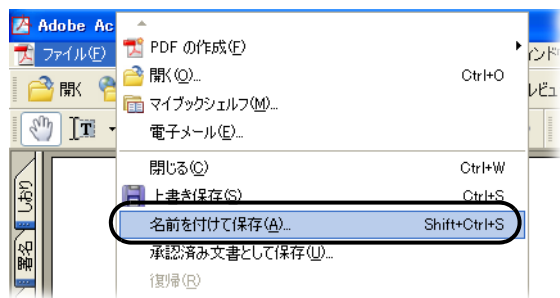 Adobe Ac
ファイル(F)
開く
PDF の作成(F)
開く(O)... Ctrl+O
マイブックシェルフ(M)...
電子メール(E)...
閉じる(C) Ctrl+W
上書き保存(S) Ctrl+S
名前を付けて保存(A)... Shift+Ctrl+S
承認済み文書として保存(U)...
復帰(R)
インド
ビュ
T
しおり
署名